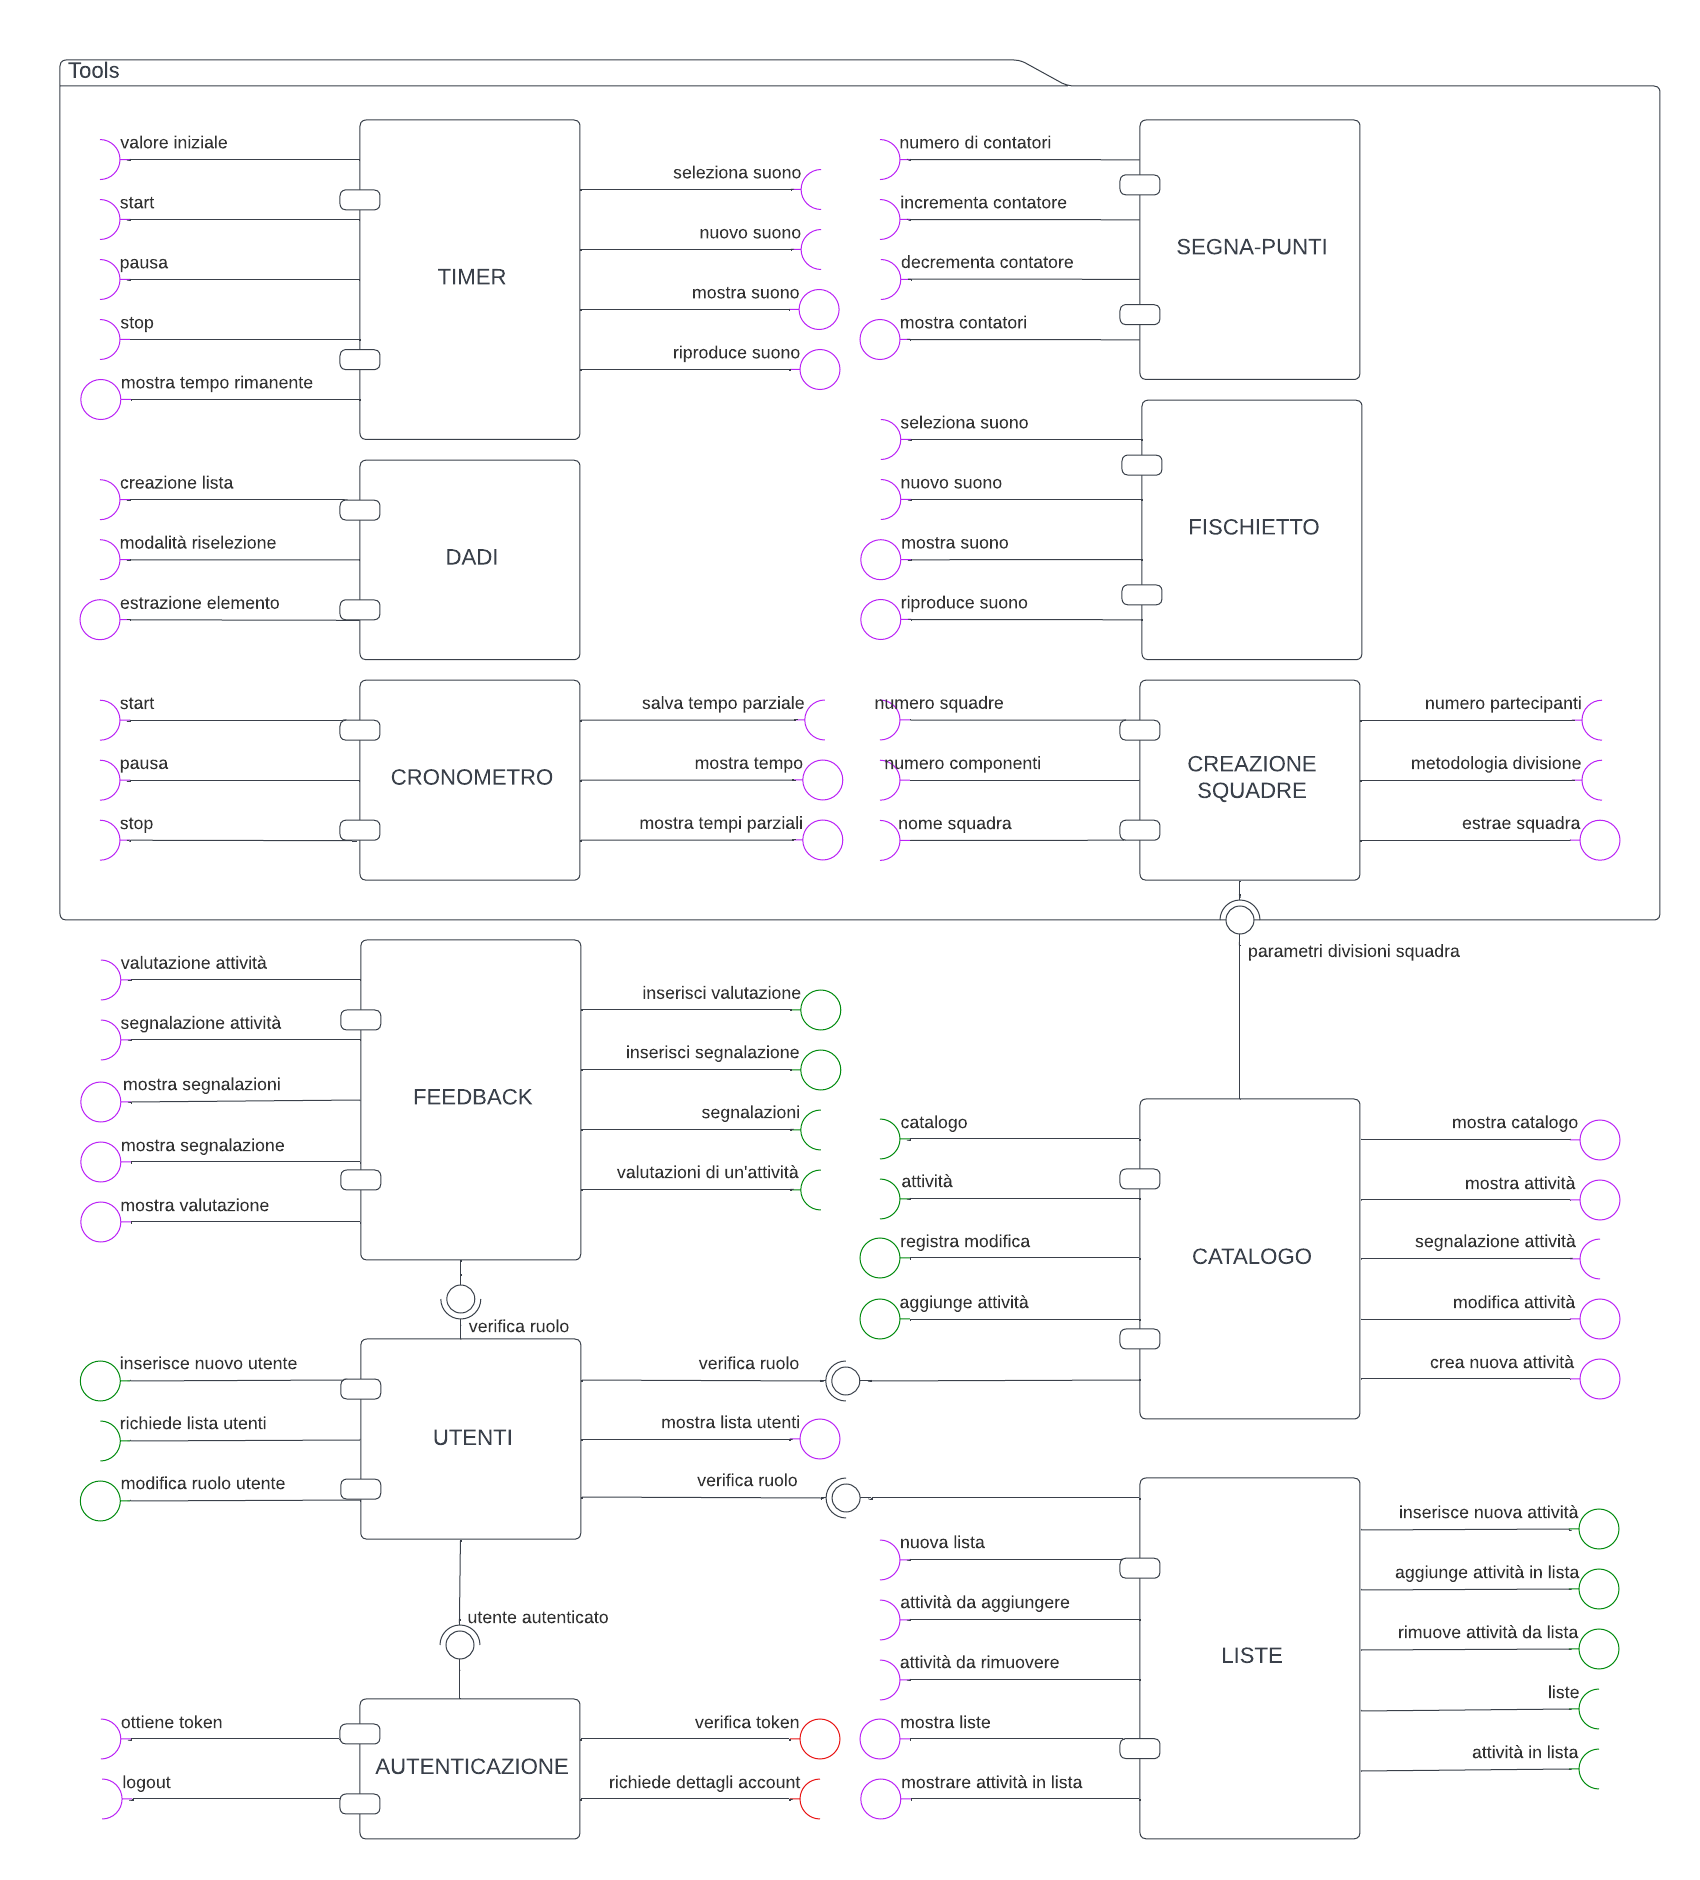 Tools
valore iniziale
start
pausa
stop
mostra tempo rimanente
TIMER
seleziona suono
nuovo suono
mostra suono
riproduce suono
numero di contatori
incrementa contatore
decrementa contatore
mostra contatori
SEGNA-PUNTI
creazione lista
modalità riselezione
estrazione elemento
DADI
seleziona suono
nuovo suono
mostra suono
riproduce suono
FISCHIETTO
start
pausa
stop
CRONOMETRO
salva tempo parziale
mostra tempo
mostra tempi parziali
numero squadre
numero componenti
nome squadra
CREAZIONE
SQUADRE
numero partecipanti
metodologia divisione
estrae squadra
parametri divisioni squadra
valutazione attività
segnalazione attività
mostra segnalazioni
mostra segnalazione
mostra valutazione
FEEDBACK
inserisci valutazione
inserisci segnalazione
segnalazioni
valutazioni di un'attività
verifica ruolo
catalogo
attività
registra modifica
aggiunge attività
CATALOGO
mostra catalogo
mostra attività
segnalazione attività
modifica attività
crea nuova attività
inserisce nuovo utente
richiede lista utenti
modifica ruolo utente
UTENTI
verifica ruolo
mostra lista utenti
verifica ruolo
utente autenticato
nuova lista
attività da aggiungere
attività da rimuovere
mostra liste
mostrare attività in lista
LISTE
inserisce nuova attività
aggiunge attività in lista
rimuove attività da lista
liste
attività in lista
ottiene token
logout
AUTENTICAZIONE
verifica token
richiede dettagli account